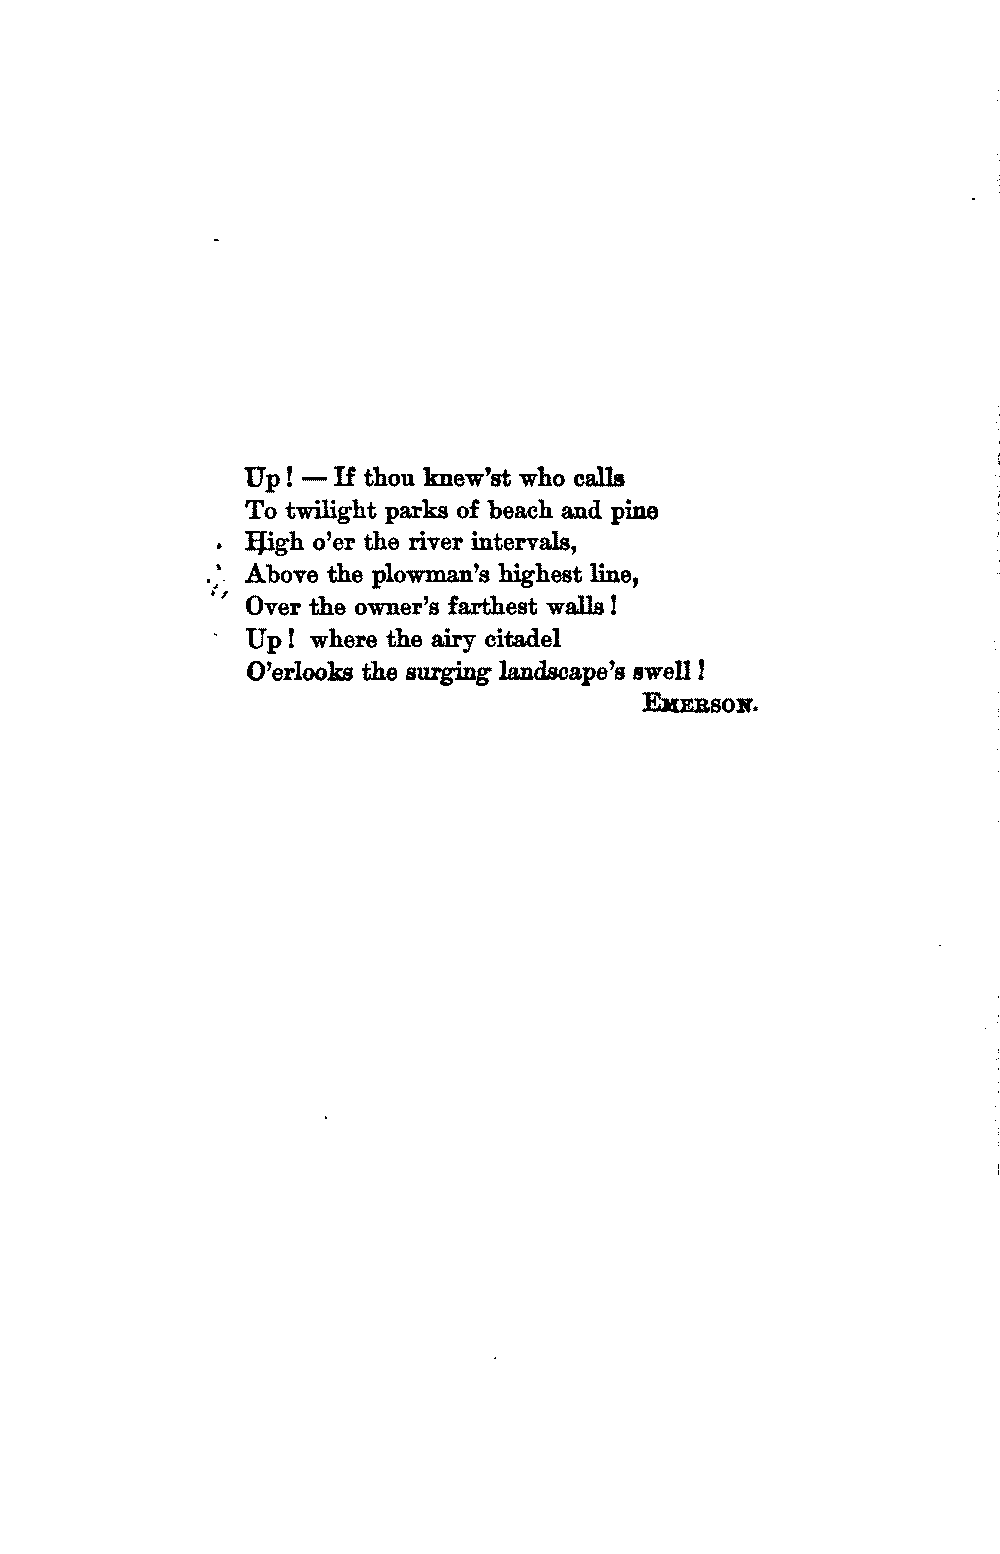 Up! — If thou knew'st who calls
To twilight parks of beach and pine
High o'er the river intervals,
Above the plowman's highest line,
Over the owner's farthest walls!
Up! where the airy citadel
O'erlooks the surging landscape's swell!
EMERSON.